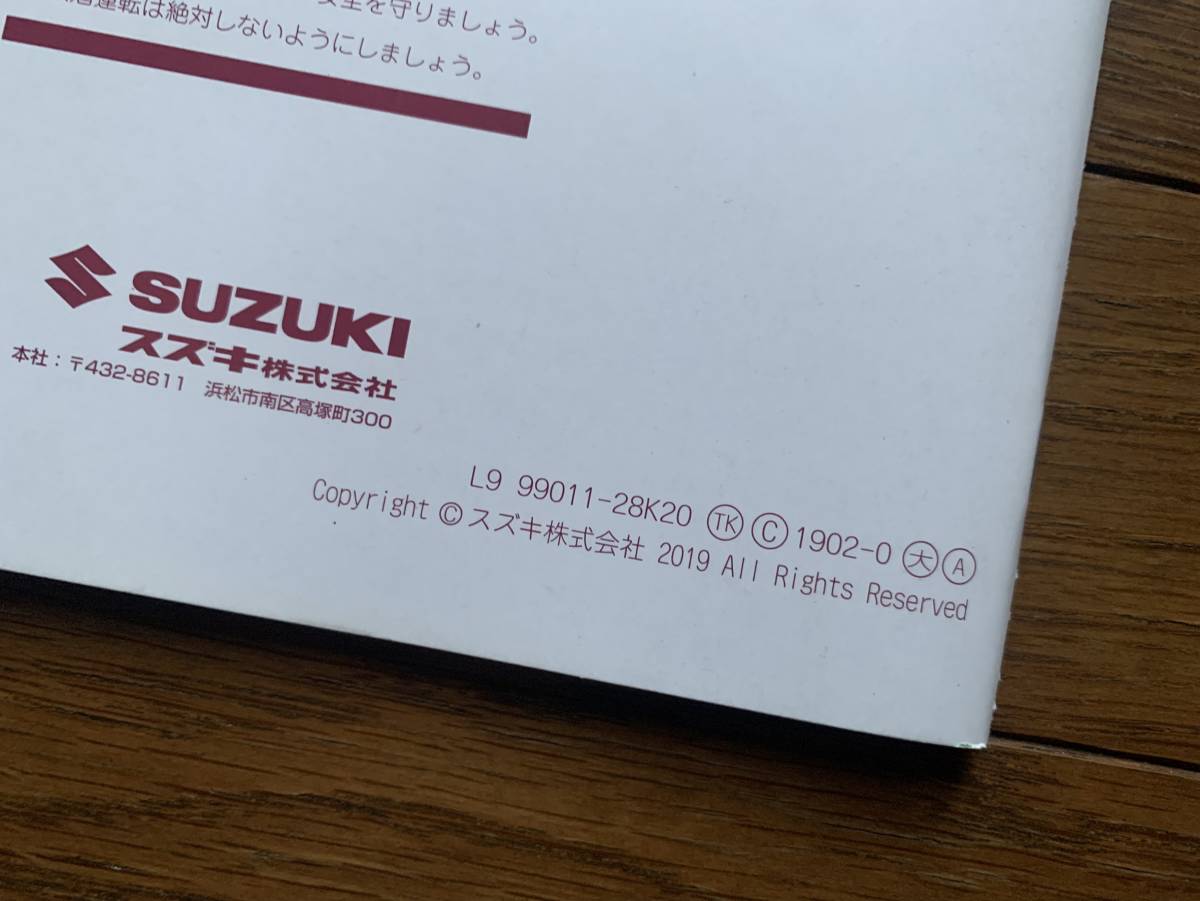 安全を守りましょう。
運転は絶対しないようにしましょう。
SUZUKI
スズキ株式会社
本社：〒432-8611 浜松市南区高塚町300
L9 99011-28K20 TK C 1902-0 大 A
Copyright © スズキ株式会社 2019 All Rights Reserved